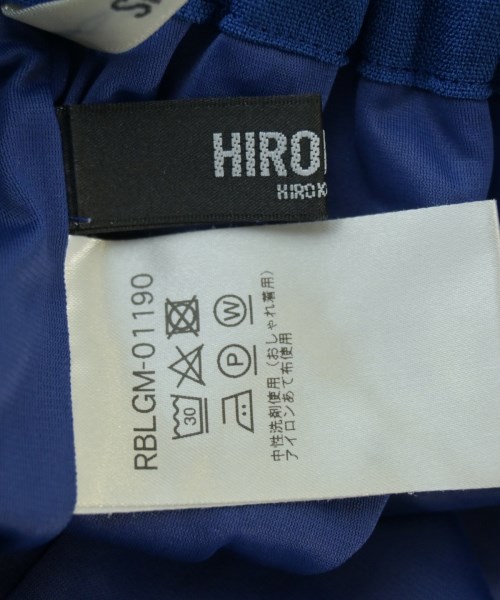 HIRO
HIRO K
RBLGM-01190
30
P
W
中性洗剤使用（おしゃれ着用）
アイロンあて布使用